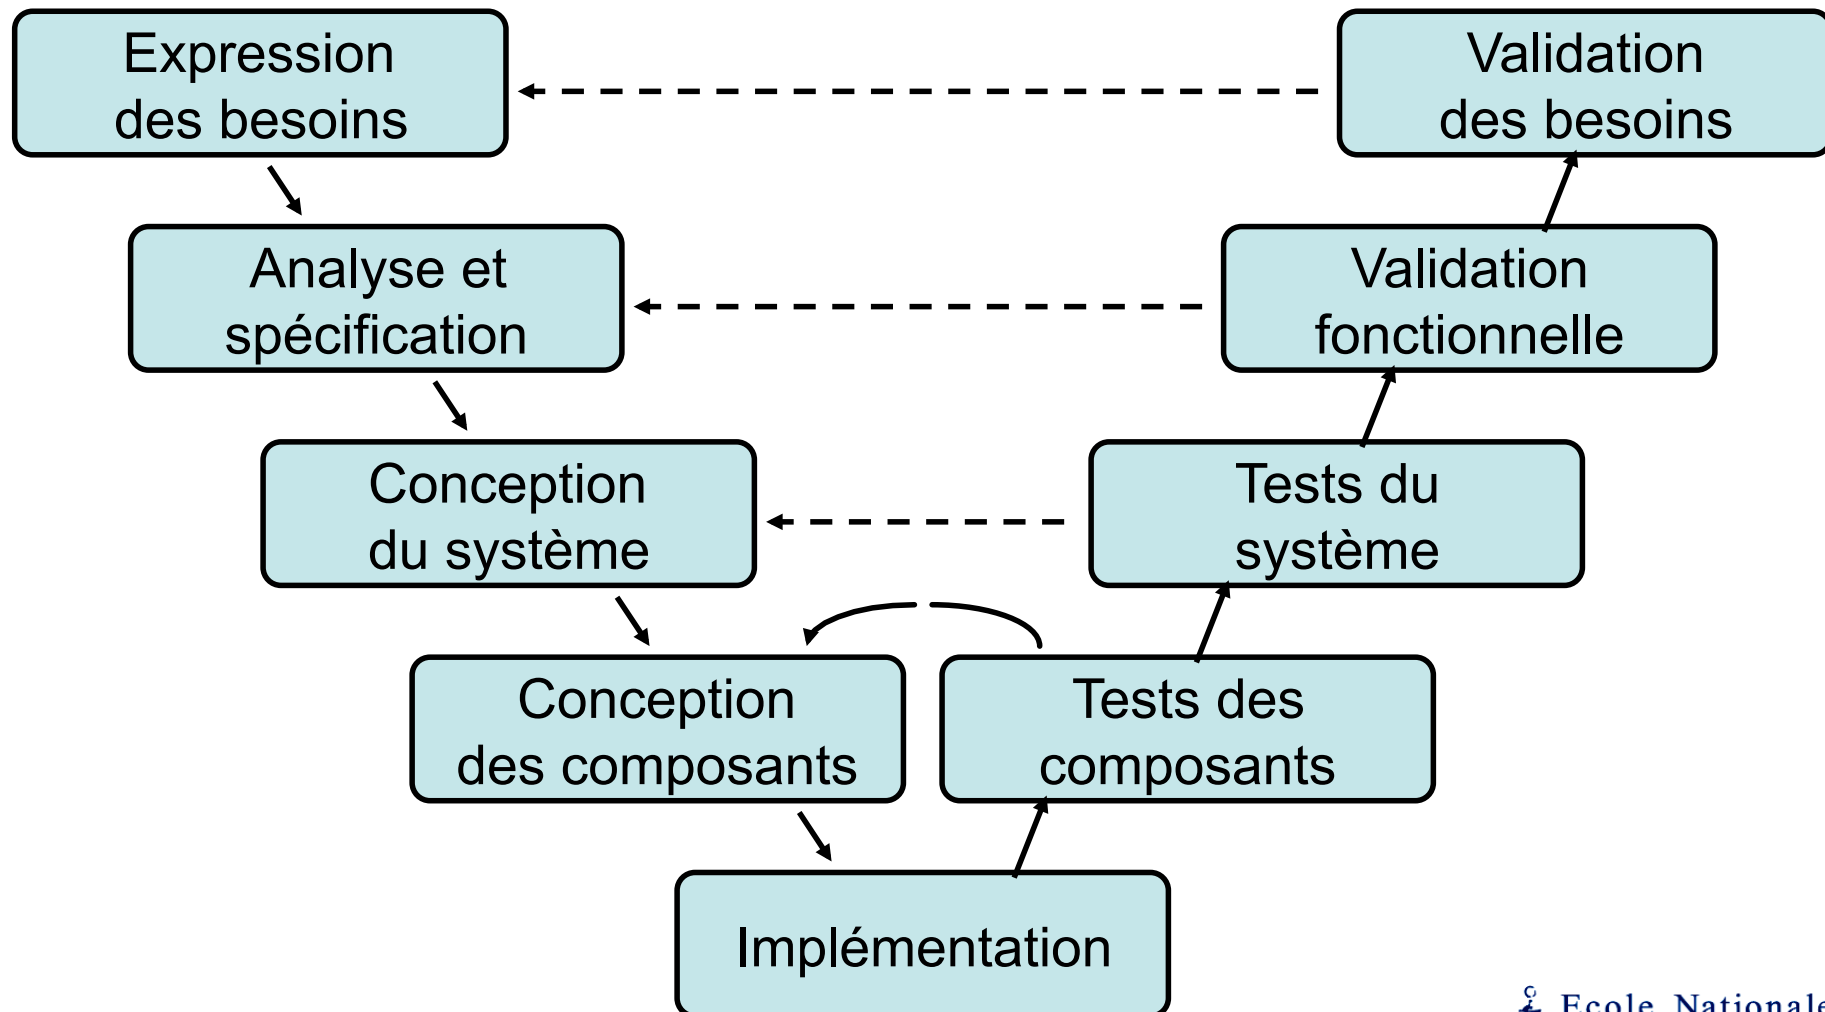 Expression
des besoins
Validation
des besoins
Analyse et
spécification
Validation
fonctionnelle
Conception
du système
Tests du
système
Conception
des composants
Tests des
composants
Implémentation
Ecole Nationale